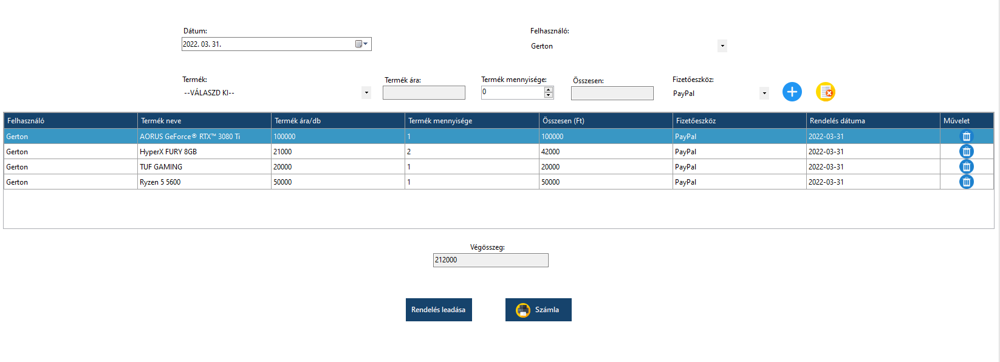 Dátum:
Felhasználó:
2022. 03. 31.
Gerton
Termék:
Termék ára:
Termék mennyisége:
Összesen:
Fizetőeszköz:
--VÁLASZD KI--
0
PayPal
Felhasználó Termék neve Termék ára/db Termék mennyisége Összesen (Ft) Fizetőeszköz Rendelés dátuma Művelet
Gerton AORUS GeForce® RTX™ 3080 Ti 100000 1 100000 PayPal 2022-03-31
Gerton HyperX FURY 8GB 21000 2 42000 PayPal 2022-03-31
Gerton TUF GAMING 20000 1 20000 PayPal 2022-03-31
Gerton Ryzen 5 5600 50000 1 50000 PayPal 2022-03-31
Végösszeg:
212000
Rendelés leadása
Számla